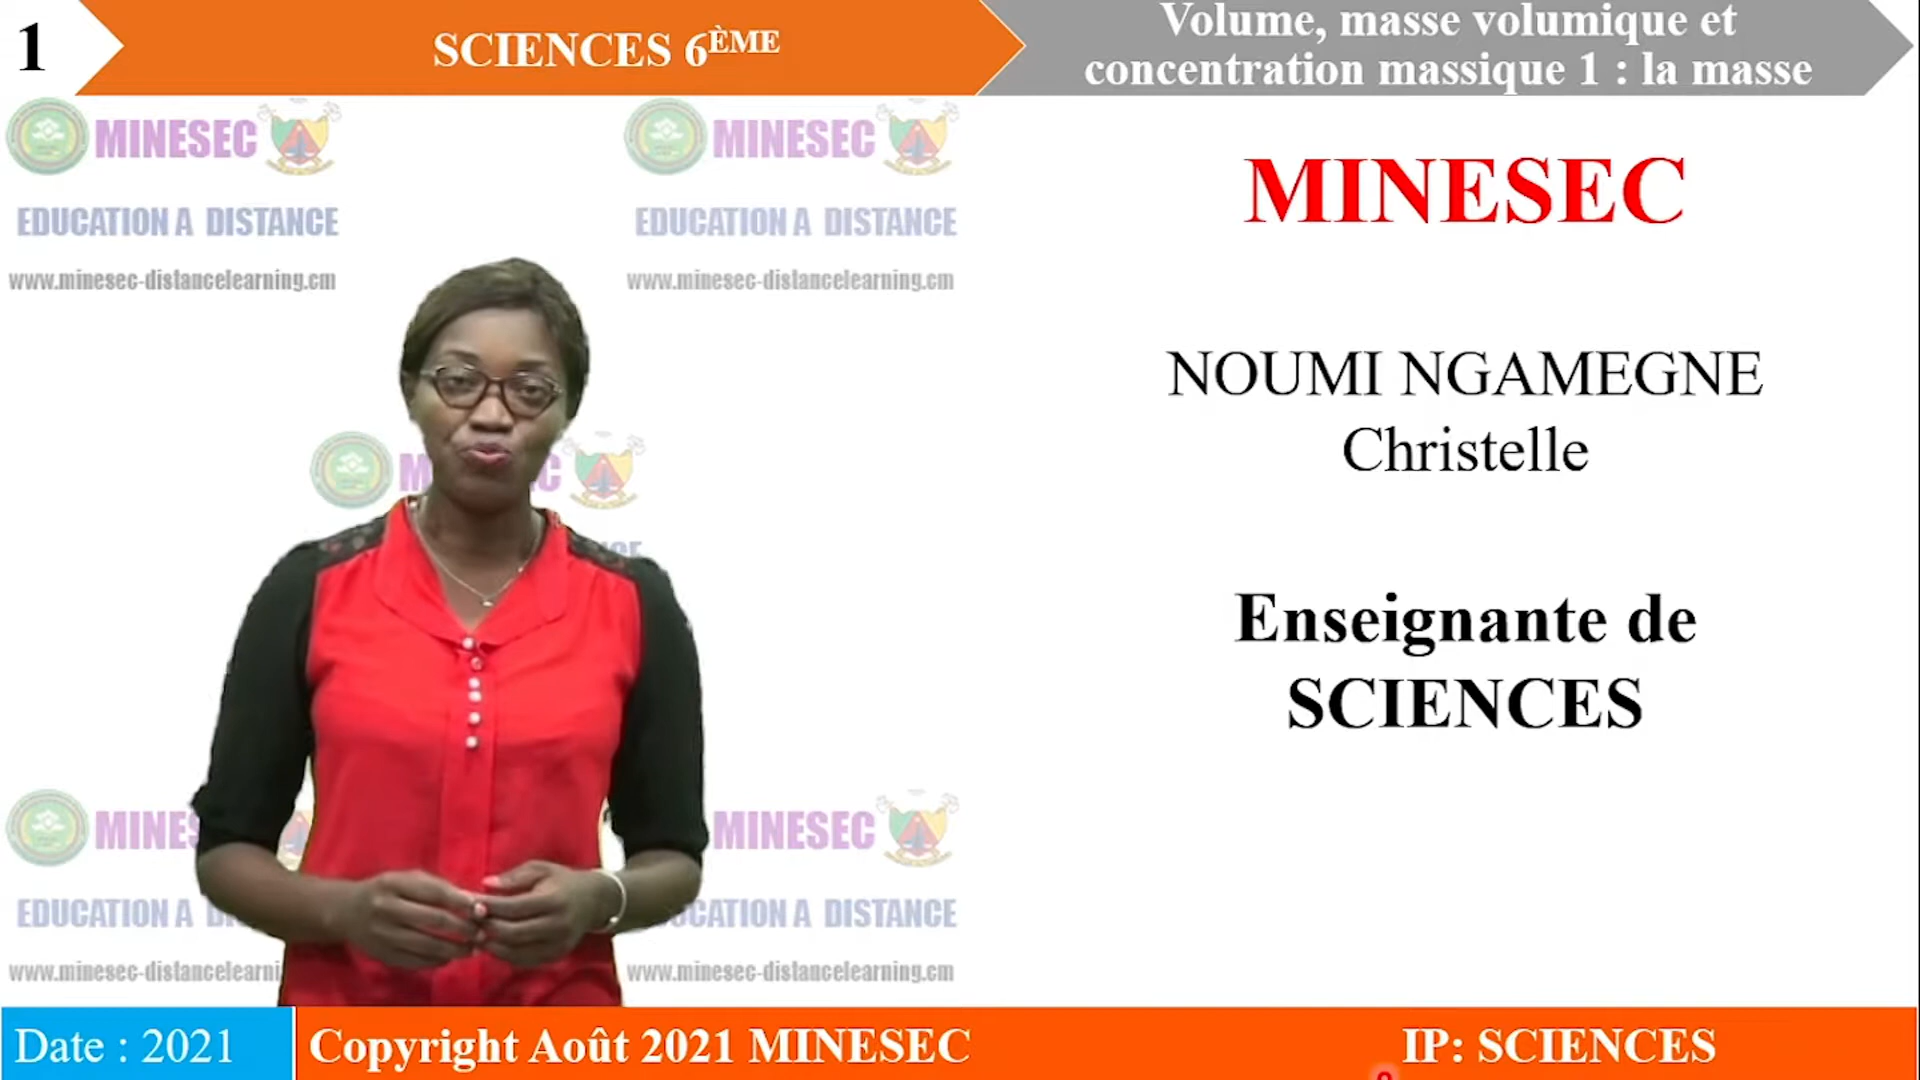 1
SCIENCES 6ÈME
Volume, masse volumique et
concentration massique 1 : la masse
MINESEC
EDUCATION A DISTANCE
www.minesec-distancelearning.cm
MINESEC
EDUCATION A DISTANCE
www.minesec-distancelearning.cm
MINESEC
NOUMI NGAMEGNE
Christelle
Enseignante de
SCIENCES
MINESEC
EDUCATION A DISTANCE
www.minesec-distancelearning.cm
Date : 2021
Copyright Août 2021 MINESEC
IP: SCIENCES